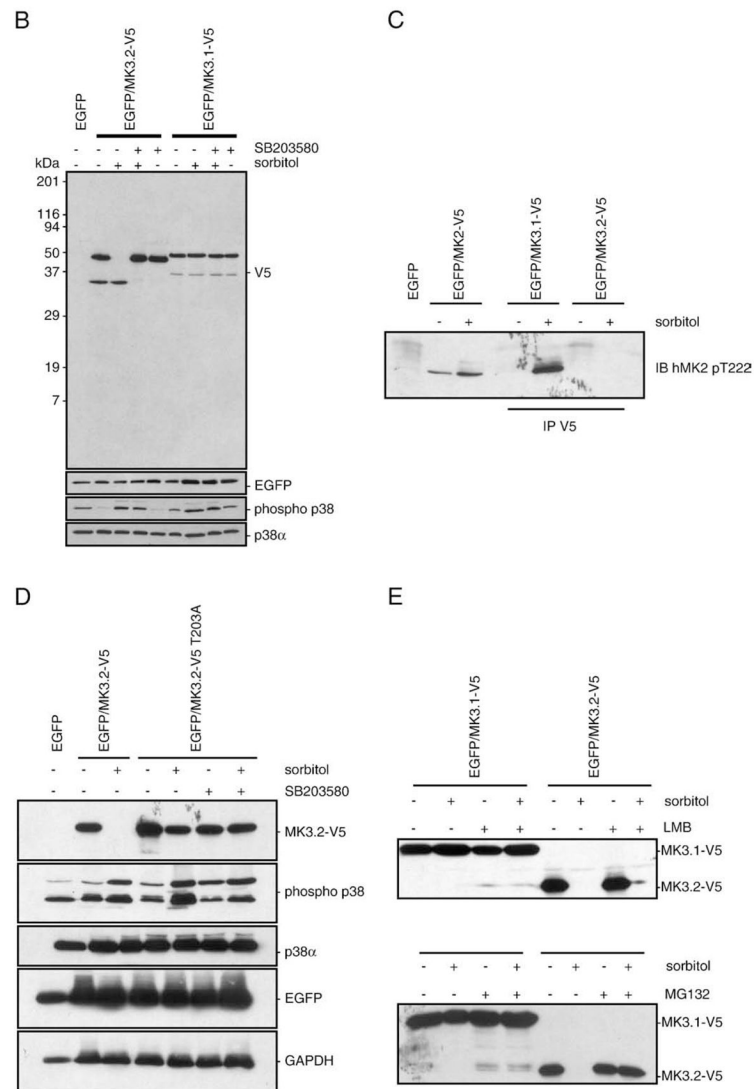 B
EGFP
EGFP/MK3.2-V5
EGFP/MK3.1-V5
- - - + + - - + + SB203580
kDa - - + + - - + + - sorbitol
201
116
94
50
37
V5
29
19
7
EGFP
phospho p38
p38α
C
EGFP
EGFP/MK2-V5
EGFP/MK3.1-V5
EGFP/MK3.2-V5
- + - + - + sorbitol
IB hMK2 pT222
IP V5
D
EGFP
EGFP/MK3.2-V5
EGFP/MK3.2-V5 T203A
- - + - + - + sorbitol
- - - - - + + SB203580
MK3.2-V5
phospho p38
p38α
EGFP
GAPDH
E
EGFP/MK3.1-V5
EGFP/MK3.2-V5
- + - + - + - + sorbitol
- - + + - - + + LMB
MK3.1-V5
MK3.2-V5
- + - + - + - + sorbitol
- - + + - - + + MG132
MK3.1-V5
MK3.2-V5